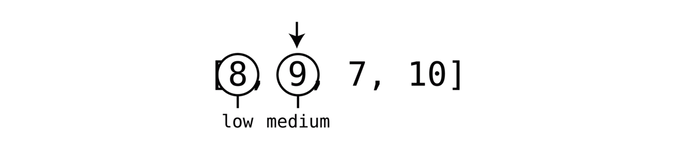 [8, 9, 7, 10]
low medium